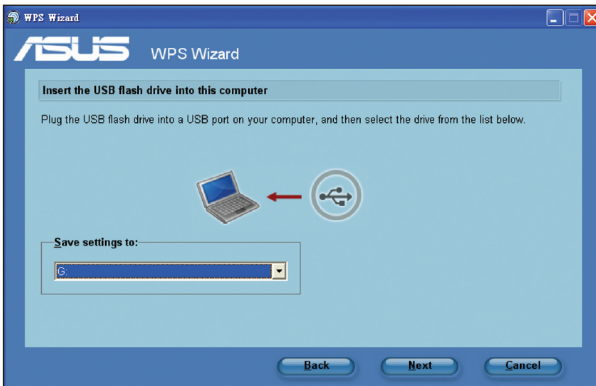 WPS Wizard
ASUS WPS Wizard
Insert the USB flash drive into this computer
Plug the USB flash drive into a USB port on your computer, and then select the drive from the list below.
Save settings to:
G:
Back Next Cancel